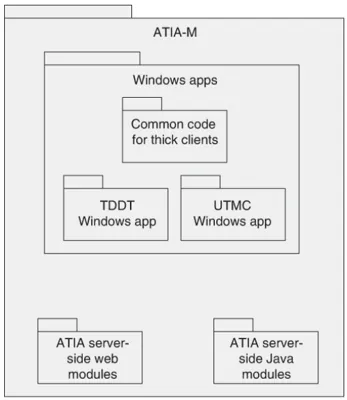 ATIA-M
Windows apps
Common code
for thick clients
TDDT
Windows app
UTMC
Windows app
ATIA server-
side web
modules
ATIA server-
side Java
modules